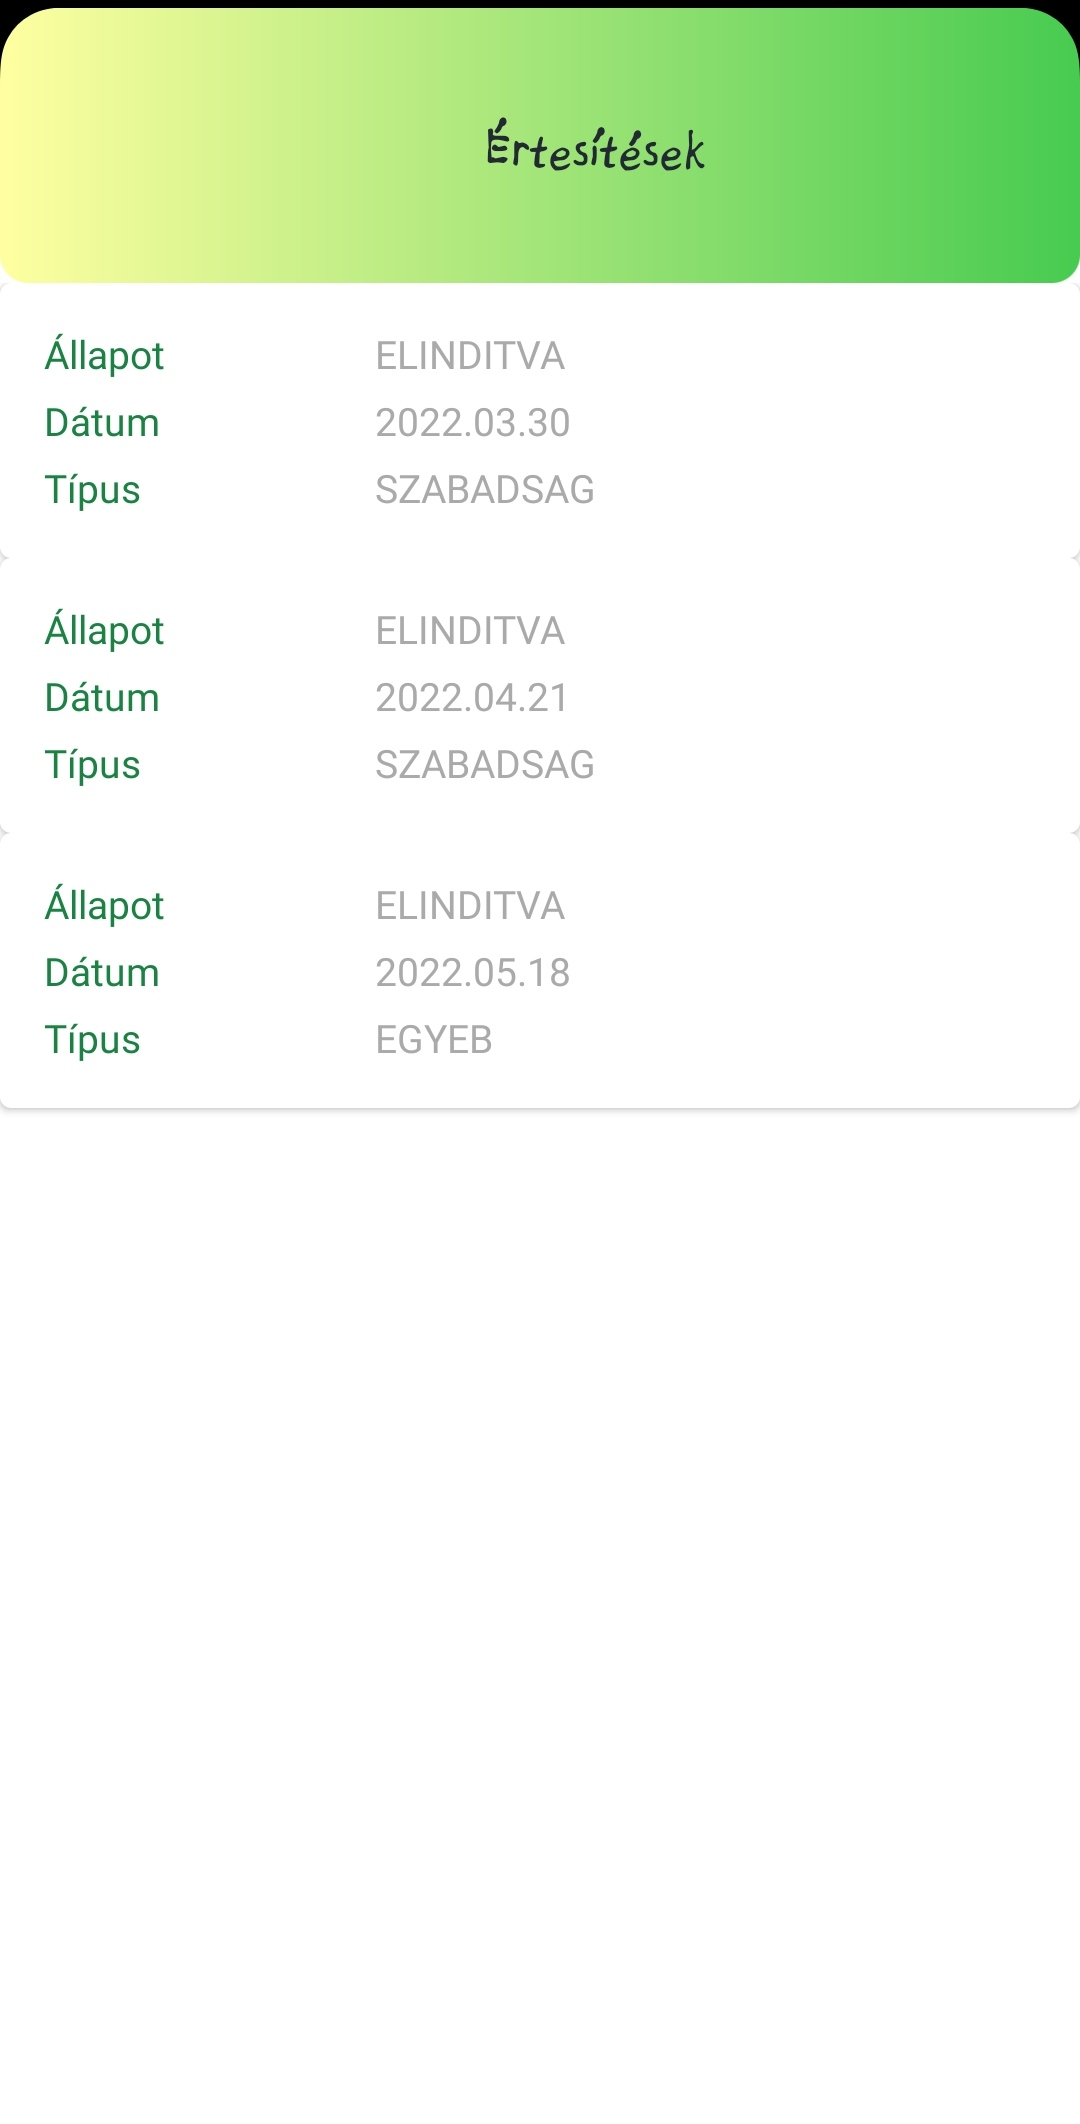 Értesítések
Állapot ELINDITVA
Dátum 2022.03.30
Típus SZABADSAG
Állapot ELINDITVA
Dátum 2022.04.21
Típus SZABADSAG
Állapot ELINDITVA
Dátum 2022.05.18
Típus EGYEB